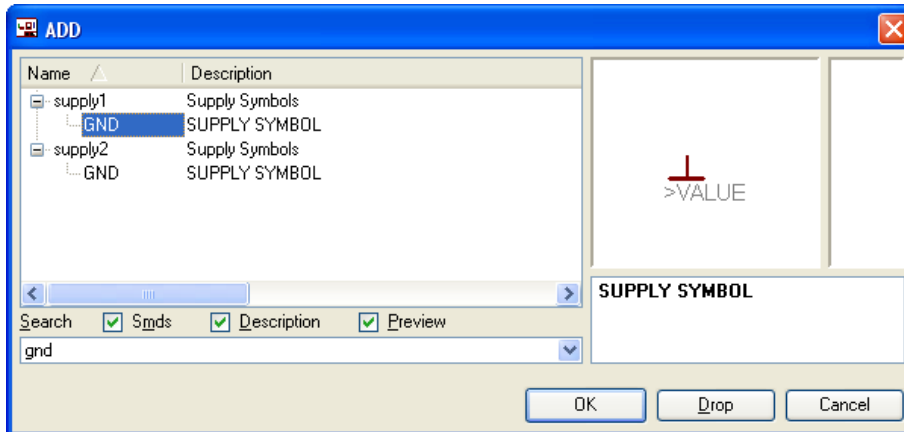 ADD
Name Description
supply1 Supply Symbols
GND SUPPLY SYMBOL
supply2 Supply Symbols
GND SUPPLY SYMBOL
>VALUE
SUPPLY SYMBOL
Search Smds Description Preview
gnd
OK Drop Cancel